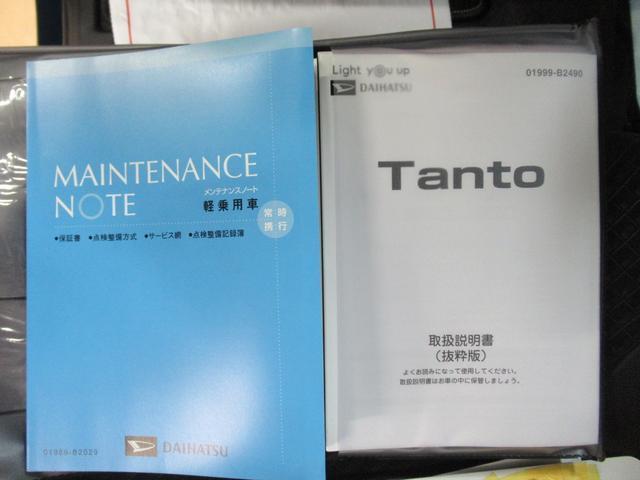 MAINTENANCE
NOTE
メンテナンスノート
軽乗用車
常時
携行
●保証書 ●点検整備方式 ●サービス網 ●点検整備記録簿
01989-B2029
DAIHATSU
Light you up
01999-B2490
DAIHATSU
Tanto
取扱説明書
(抜粋版)
よくお読みになって使用してください。
取扱説明書はお車の中に保管しましょう。